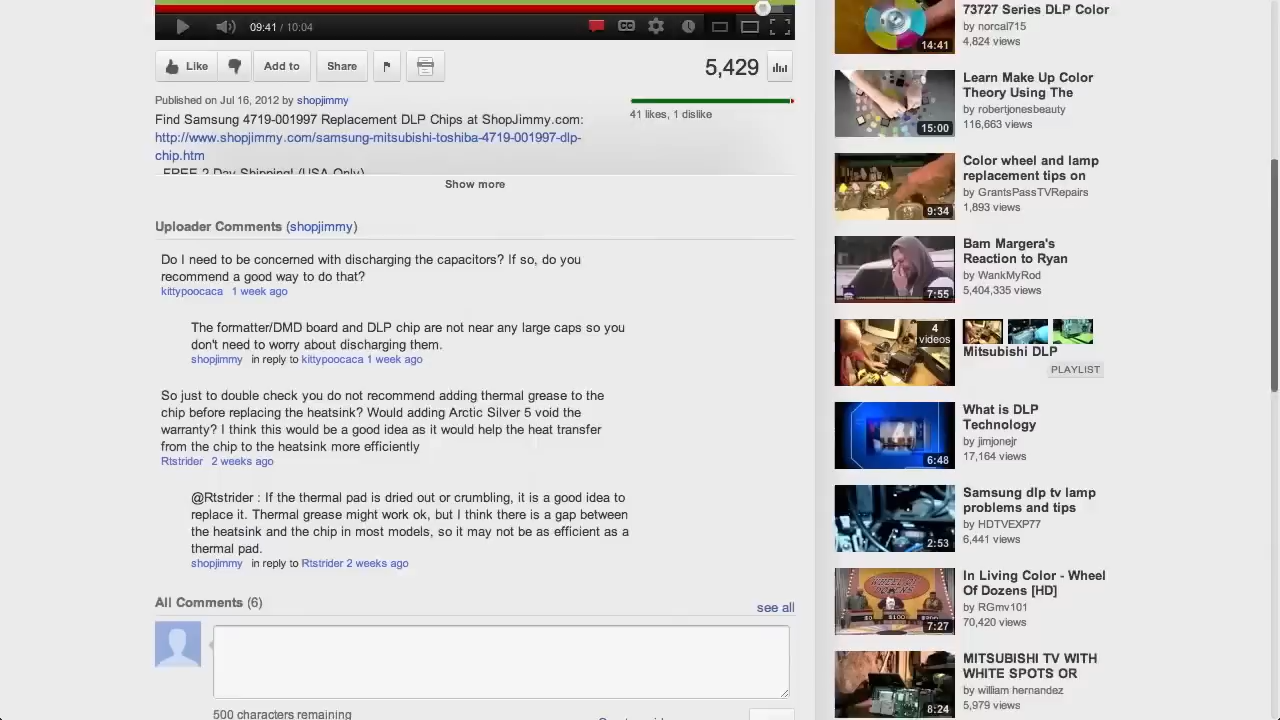 09:41 / 10:04
CC
Like
Add to
Share
5,429
Published on Jul 16, 2012 by shopjimmy
41 likes, 1 dislike
Find Samsung 4719-001997 Replacement DLP Chips at ShopJimmy.com:
http://www.shopjimmy.com/samsung-mitsubishi-toshiba-4719-001997-dlp-
chip.htm
- FREE 2 Day Shipping! (USA Only)
Show more
Uploader Comments (shopjimmy)
Do I need to be concerned with discharging the capacitors? If so, do you
recommend a good way to do that?
kittypoocaca 1 week ago
The formatter/DMD board and DLP chip are not near any large caps so you
don't need to worry about discharging them.
shopjimmy in reply to kittypoocaca 1 week ago
So just to double check you do not recommend adding thermal grease to the
chip before replacing the heatsink? Would adding Arctic Silver 5 void the
warranty? I think this would be a good idea as it would help the heat transfer
from the chip to the heatsink more efficiently
Rtstrider 2 weeks ago
@Rtstrider : If the thermal pad is dried out or crumbling, it is a good idea to
replace it. Thermal grease might work ok, but I think there is a gap between
the heatsink and the chip in most models, so it may not be as efficient as a
thermal pad.
shopjimmy in reply to Rtstrider 2 weeks ago
All Comments (6)
see all
500 characters remaining
73727 Series DLP Color
by norcal715
4,824 views
14:41
Learn Make Up Color
Theory Using The
by robertjonesbeauty
116,663 views
15:00
Color wheel and lamp
replacement tips on
by GrantsPassTVRepairs
1,893 views
9:34
Bam Margera's
Reaction to Ryan
by WankMyRod
5,404,335 views
7:55
4
videos
Mitsubishi DLP
PLAYLIST
What is DLP
Technology
by jimjonejr
17,164 views
6:48
Samsung dlp tv lamp
problems and tips
by HDTVEXP77
6,441 views
2:53
In Living Color - Wheel
Of Dozens [HD]
by RGmv101
70,420 views
WHEEL OF
DOZENS
$100
7:27
MITSUBISHI TV WITH
WHITE SPOTS OR
by william hernandez
5,979 views
8:24